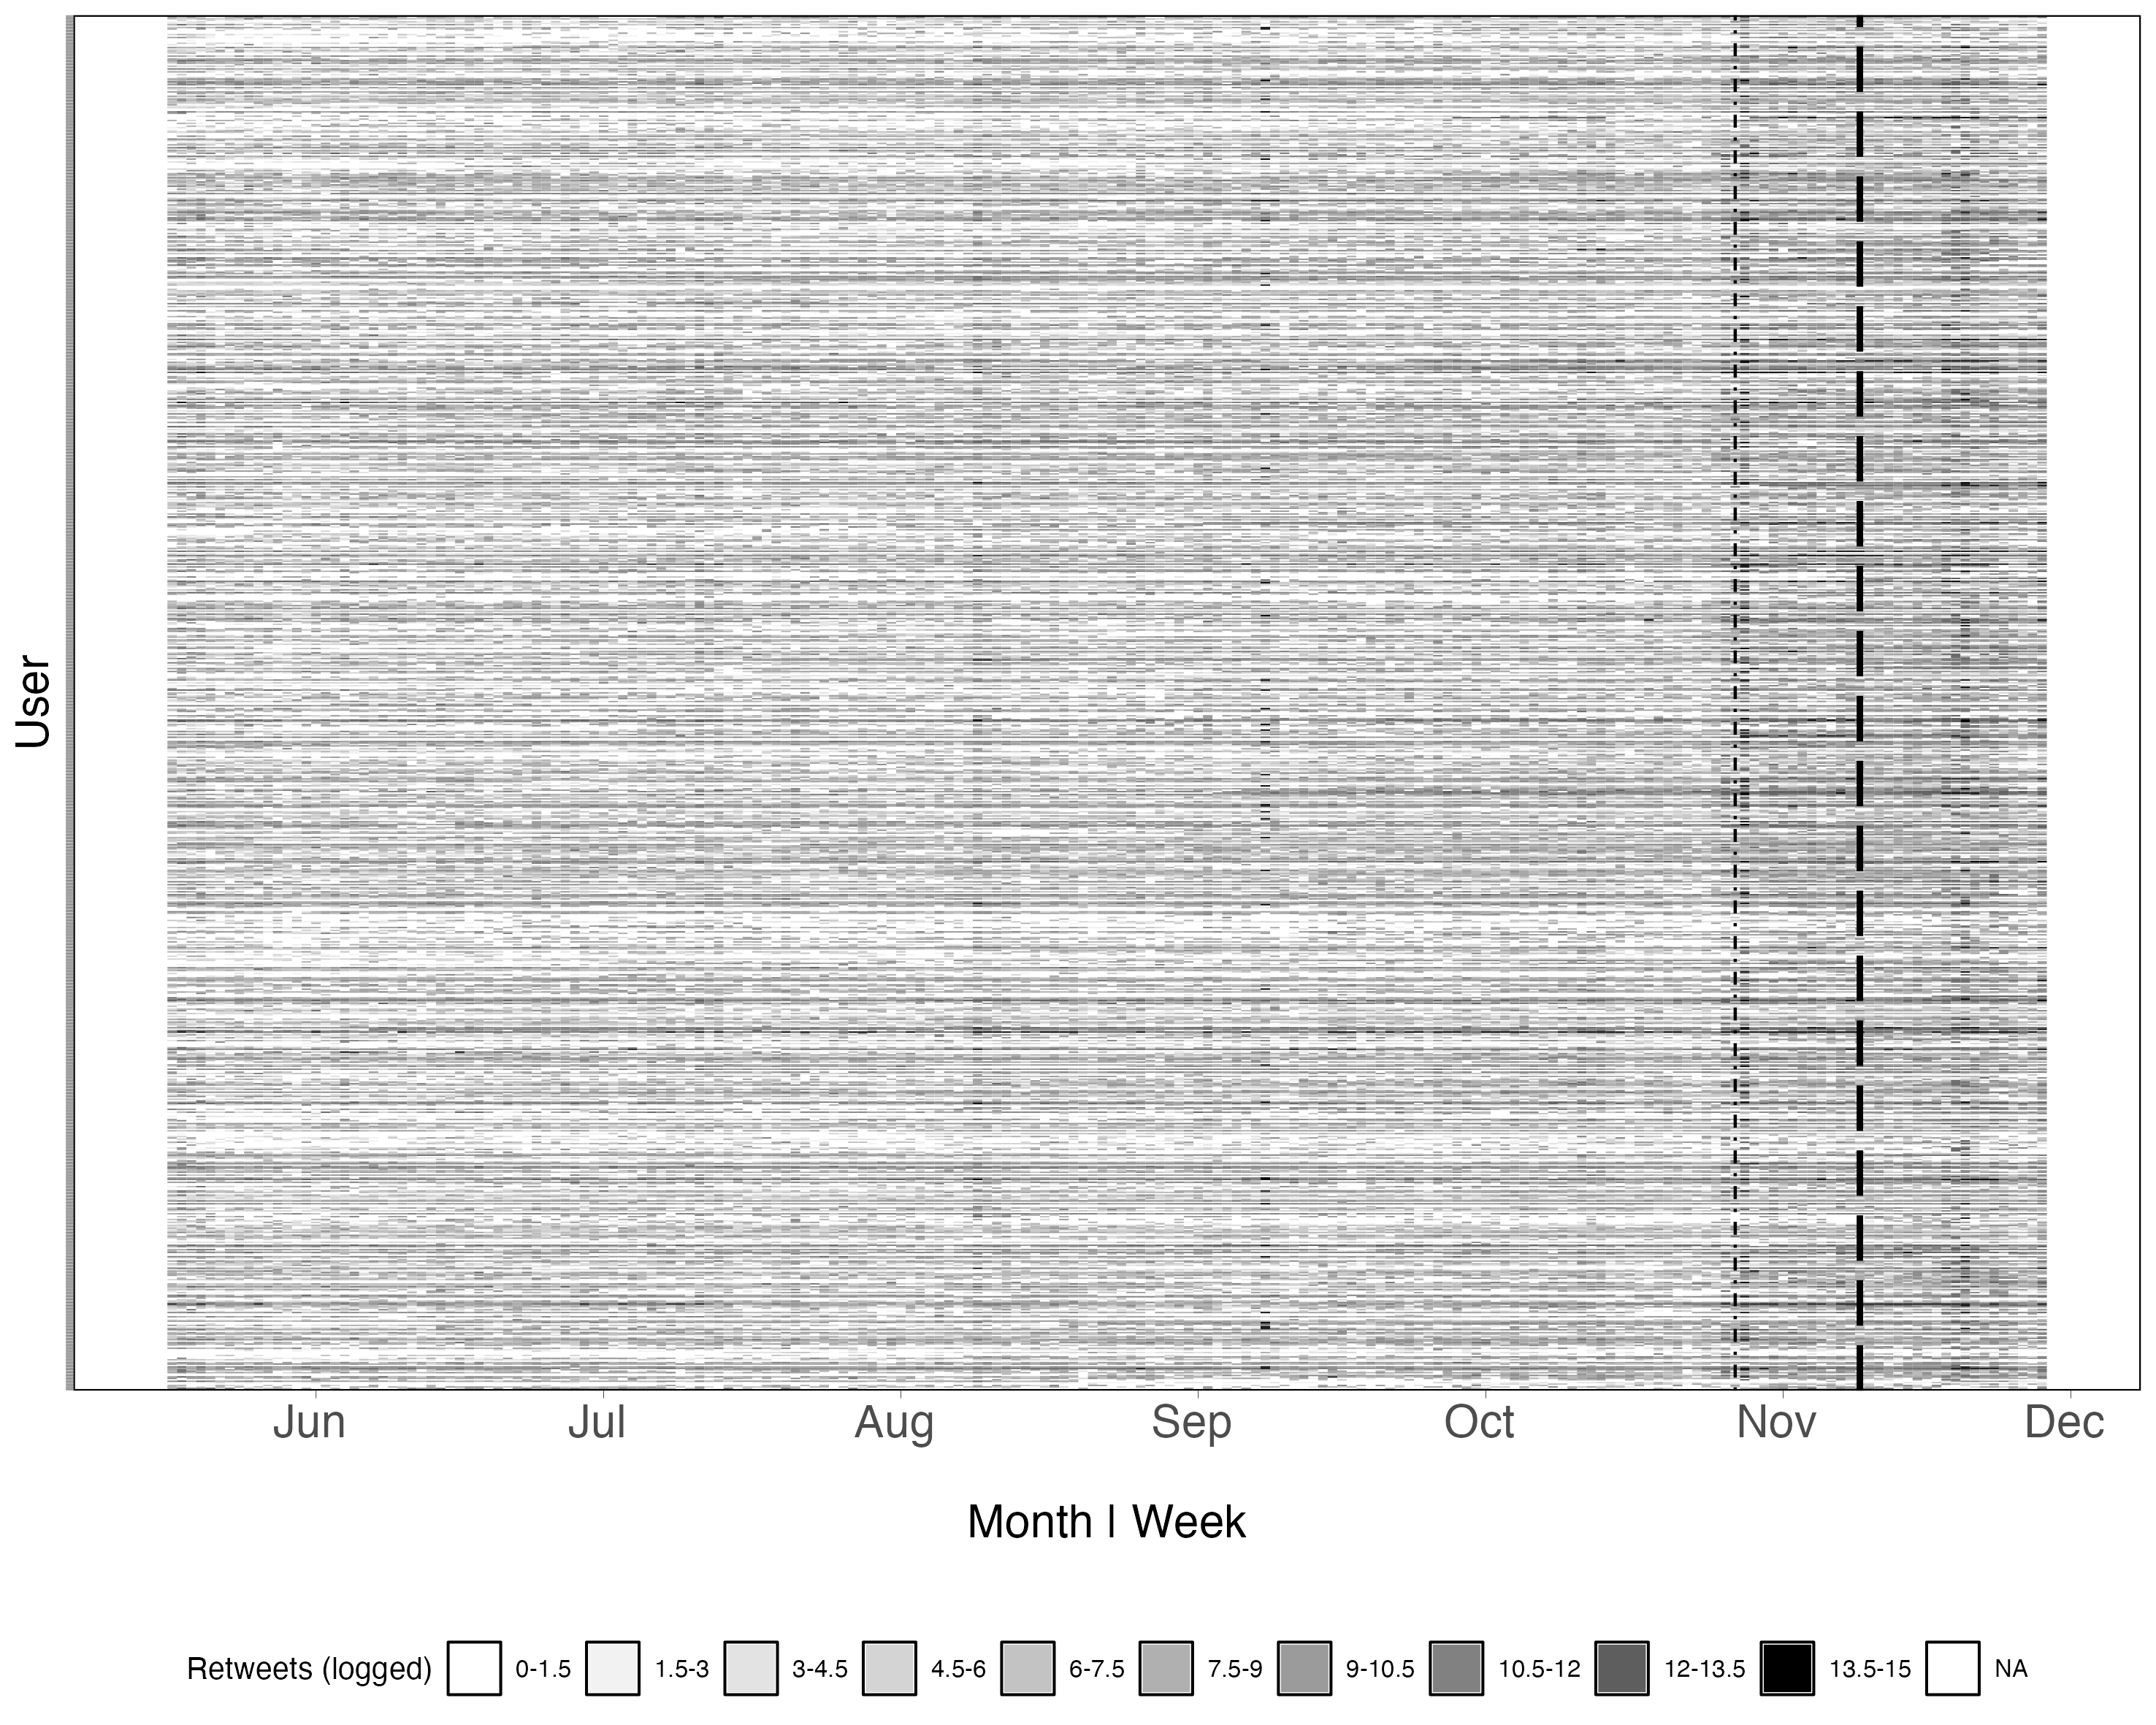 User
Jun Jul Aug Sep Oct Nov Dec
Month | Week
Retweets (logged) 0-1.5 1.5-3 3-4.5 4.5-6 6-7.5 7.5-9 9-10.5 10.5-12 12-13.5 13.5-15 NA